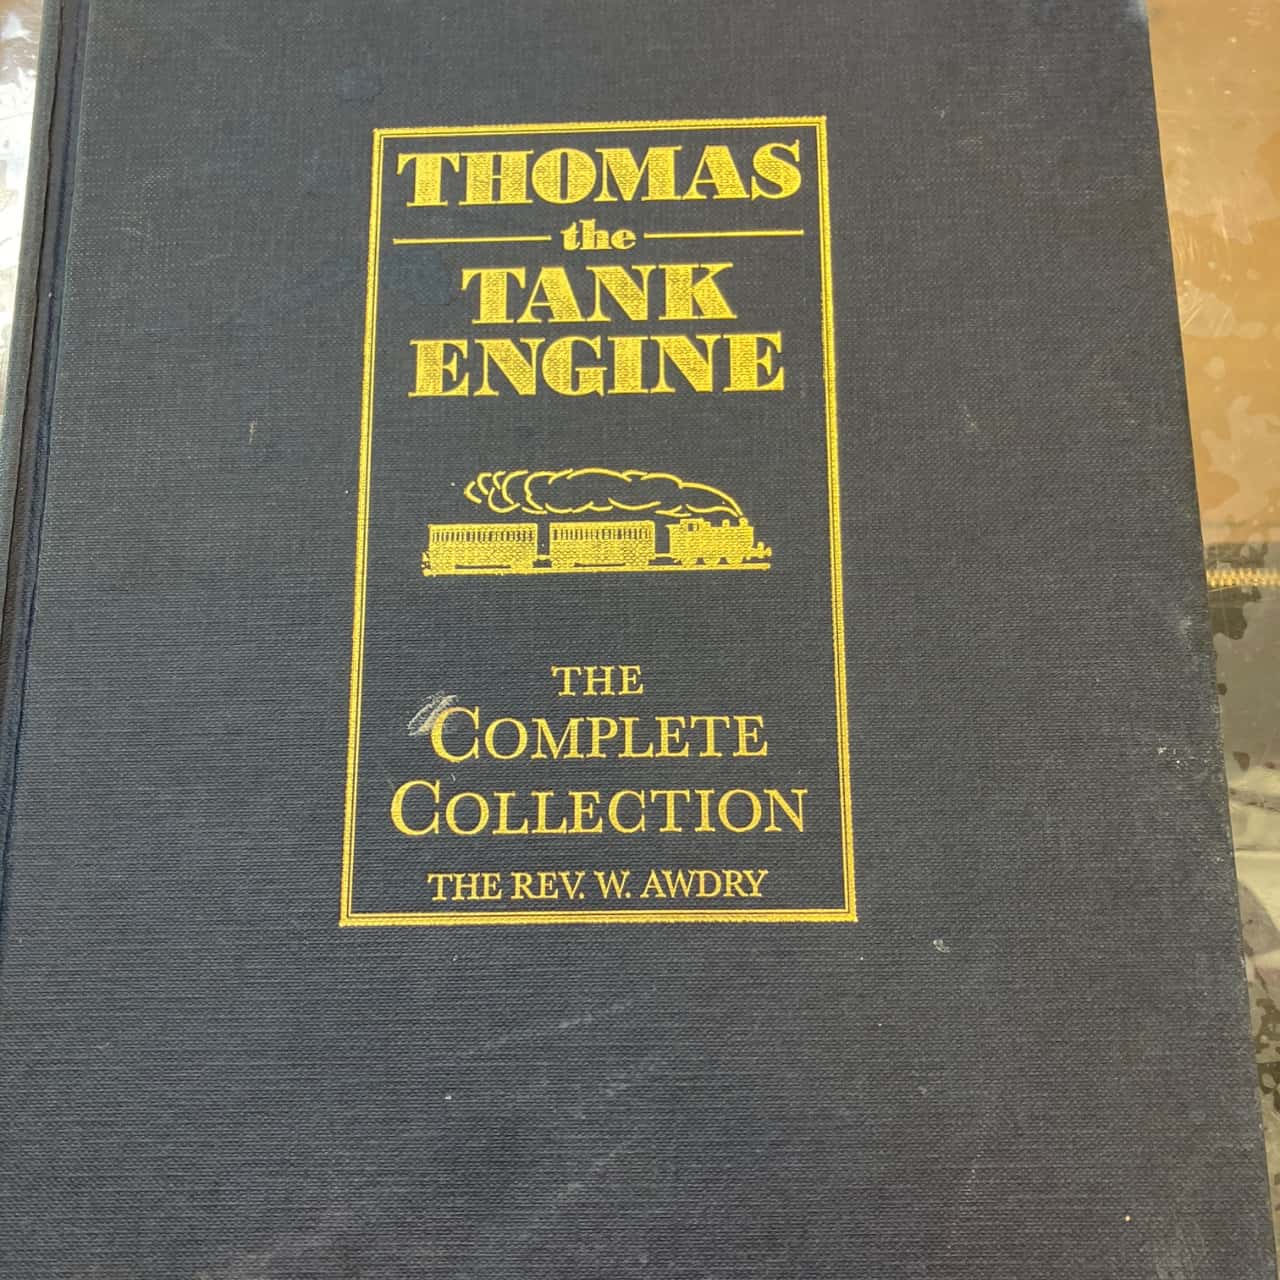 THOMAS
the
TANK
ENGINE
THE
COMPLETE
COLLECTION
THE REV. W. AWDRY